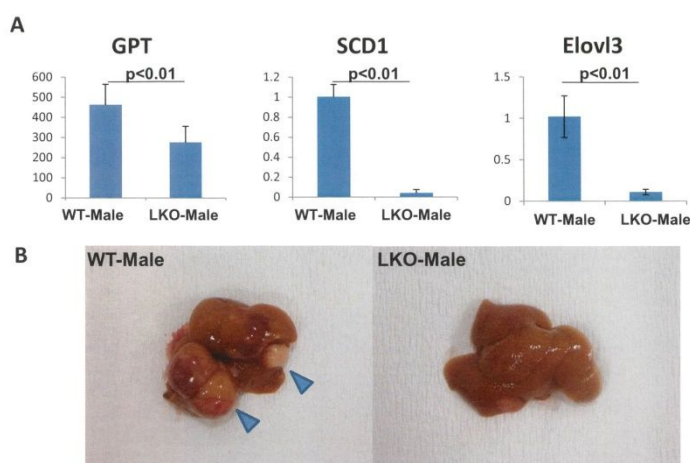 A
GPT
SCD1
Elovl3
p<0.01
p<0.01
p<0.01
600
500
400
300
200
100
0
1.2
1
0.8
0.6
0.4
0.2
0
1.5
1
0.5
0
WT-Male LKO-Male
WT-Male LKO-Male
WT-Male LKO-Male
B
WT-Male
LKO-Male